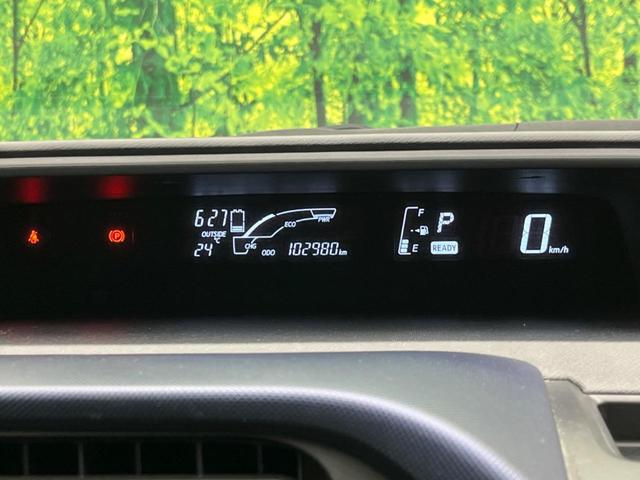 6:27
OUTSIDE
24 °C
CHG ECO PWR
ODO 102980 km
F
E
P
READY
0 km/h
(P)